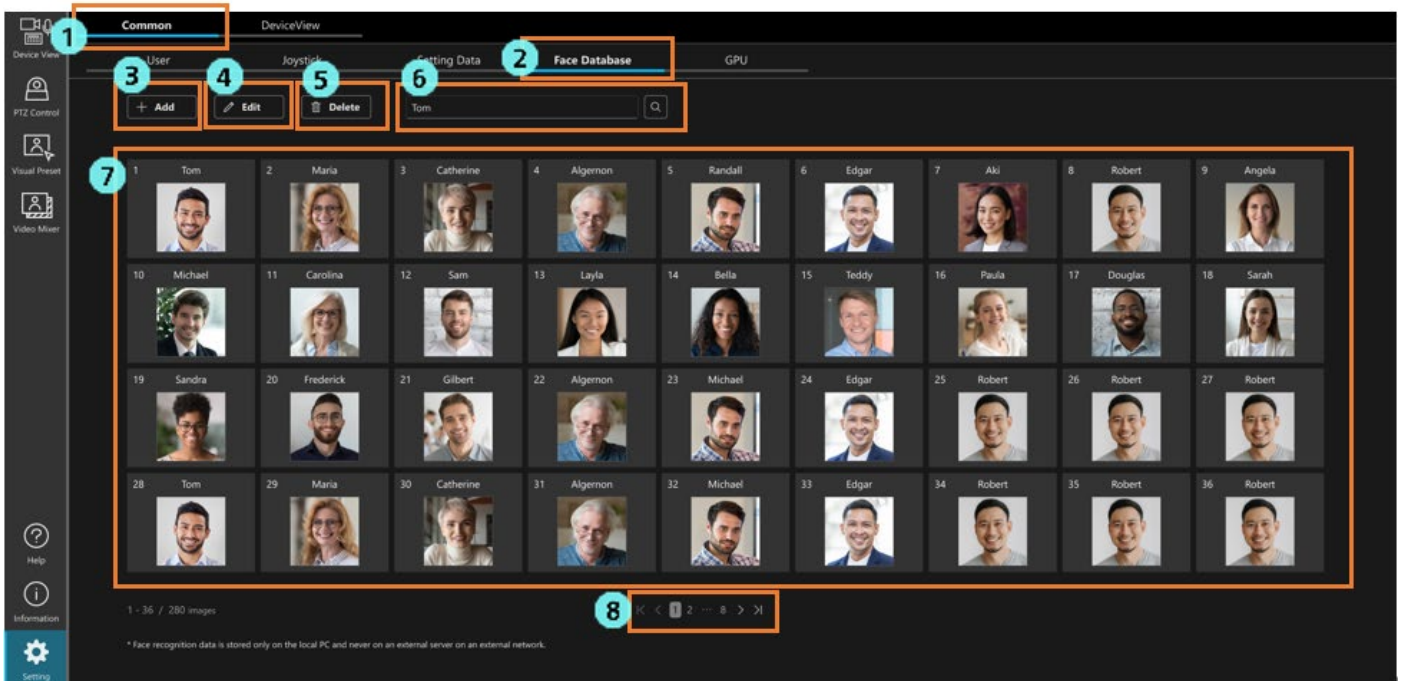 1 Common DeviceView
Device View
User Joystick Setting Data 2 Face Database GPU
3 4 5 6
+ Add Edit Delete Tom
PTZ Control
Visual Preset
Video Mixer
7
1 Tom 2 Maria 3 Catherine 4 Algernon 5 Randall 6 Edgar 7 Aki 8 Robert 9 Angela
10 Michael 11 Carolina 12 Sam 13 Layla 14 Bella 15 Teddy 16 Paula 17 Douglas 18 Sarah
19 Sandra 20 Frederick 21 Gilbert 22 Algernon 23 Michael 24 Edgar 25 Robert 26 Robert 27 Robert
28 Tom 29 Maria 30 Catherine 31 Algernon 32 Michael 33 Edgar 34 Robert 35 Robert 36 Robert
Help
Information
Setting
1 - 36 / 280 images
8 1 2 ··· 8
* Face recognition data is stored only on the local PC and never on an external server on an external network.